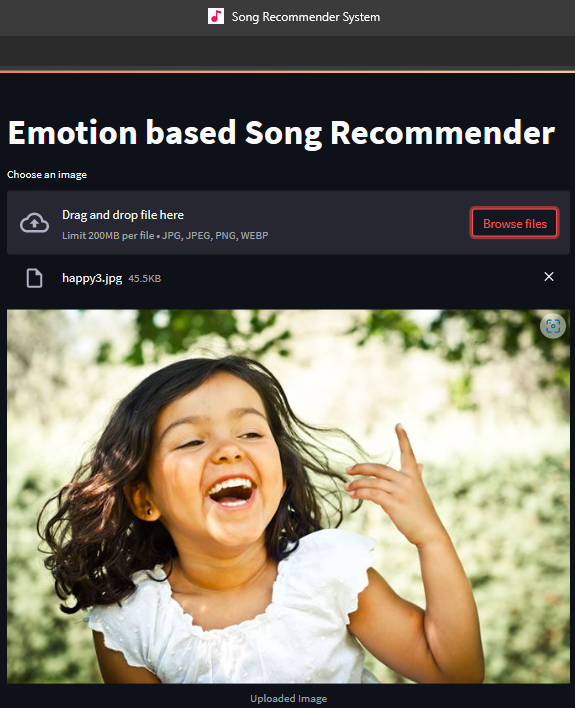 Song Recommender System
Emotion based Song Recommender
Choose an image
Drag and drop file here
Limit 200MB per file • JPG, JPEG, PNG, WEBP
Browse files
happy3.jpg 45.5KB
Uploaded Image